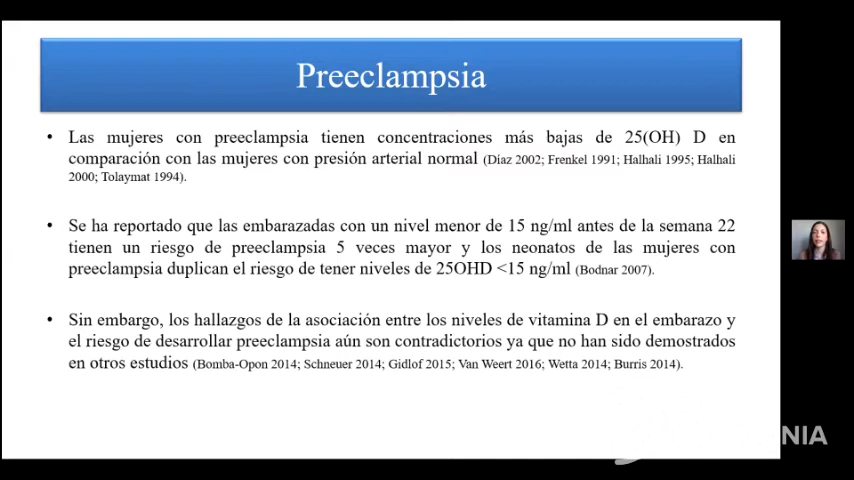 Preeclampsia
• Las mujeres con preeclampsia tienen concentraciones más bajas de 25(OH) D en
comparación con las mujeres con presión arterial normal (Díaz 2002; Frenkel 1991; Halhali 1995; Halhali
2000; Tolaymat 1994).
• Se ha reportado que las embarazadas con un nivel menor de 15 ng/ml antes de la semana 22
tienen un riesgo de preeclampsia 5 veces mayor y los neonatos de las mujeres con
preeclampsia duplican el riesgo de tener niveles de 25OHD <15 ng/ml (Bodnar 2007).
• Sin embargo, los hallazgos de la asociación entre los niveles de vitamina D en el embarazo y
el riesgo de desarrollar preeclampsia aún son contradictorios ya que no han sido demostrados
en otros estudios (Bomba-Opon 2014; Schneuer 2014; Gidlof 2015; Van Weert 2016; Wetta 2014; Burris 2014).